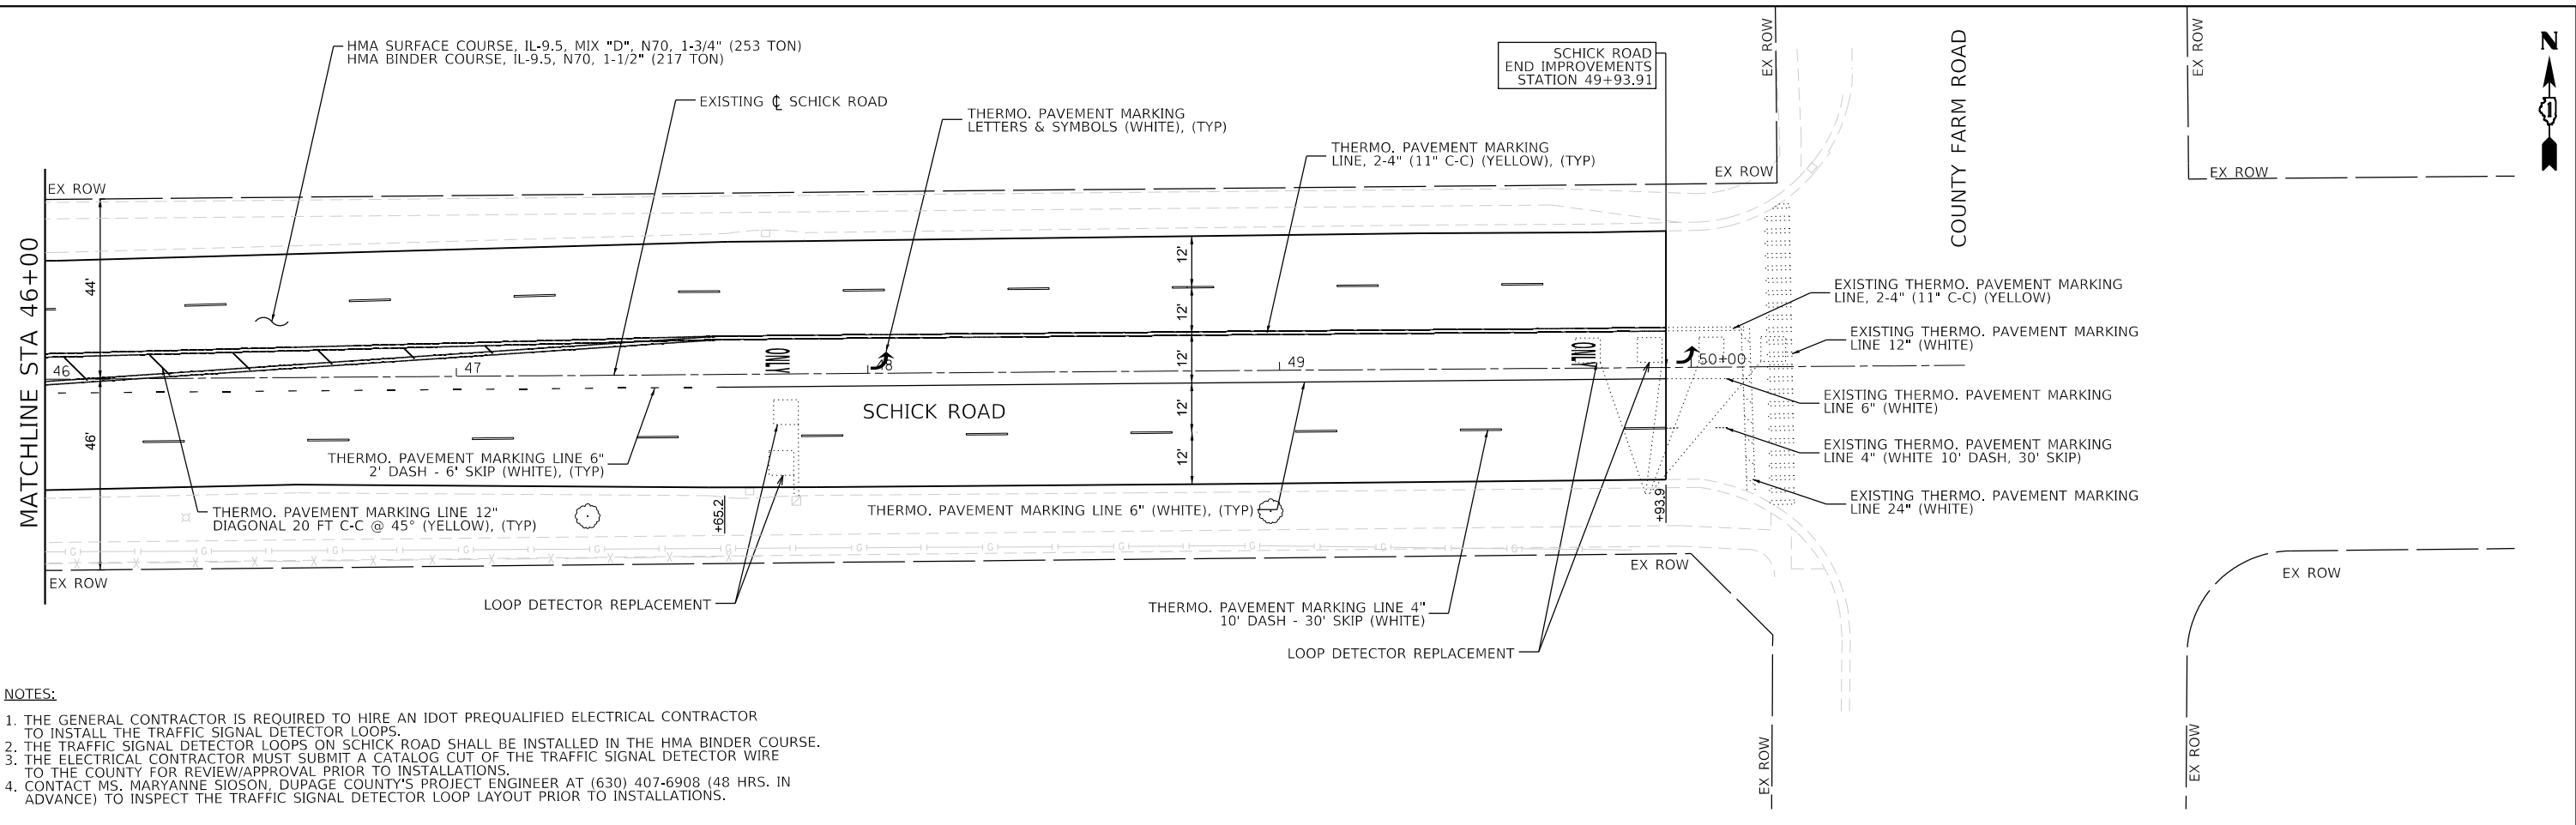 HMA SURFACE COURSE, IL-9.5, MIX "D", N70, 1-3/4" (253 TON)
HMA BINDER COURSE, IL-9.5, N70, 1-1/2" (217 TON)
EXISTING ℄ SCHICK ROAD
THERMO. PAVEMENT MARKING
LETTERS & SYMBOLS (WHITE), (TYP)
THERMO. PAVEMENT MARKING
LINE, 2-4" (11" C-C) (YELLOW), (TYP)
SCHICK ROAD
END IMPROVEMENTS
STATION 49+93.91
EX ROW
COUNTY FARM ROAD
EX ROW
N
1
EX ROW
EX ROW
EX ROW
MATCHLINE STA 46+00
44'
46'
12'
12'
12'
12'
12'
46
47
48
49
50+00
ONLY
ONLY
SCHICK ROAD
EXISTING THERMO. PAVEMENT MARKING
LINE, 2-4" (11" C-C) (YELLOW)
EXISTING THERMO. PAVEMENT MARKING
LINE 12" (WHITE)
EXISTING THERMO. PAVEMENT MARKING
LINE 6" (WHITE)
EXISTING THERMO. PAVEMENT MARKING
LINE 4" (WHITE 10' DASH, 30' SKIP)
EXISTING THERMO. PAVEMENT MARKING
LINE 24" (WHITE)
THERMO. PAVEMENT MARKING LINE 6"
2' DASH - 6' SKIP (WHITE), (TYP)
THERMO. PAVEMENT MARKING LINE 12"
DIAGONAL 20 FT C-C @ 45° (YELLOW), (TYP)
+65.2
THERMO. PAVEMENT MARKING LINE 6" (WHITE), (TYP)
+93.9
G G G G G G G G G G G G
X X X X X X X X X X X
EX ROW
EX ROW
EX ROW
LOOP DETECTOR REPLACEMENT
THERMO. PAVEMENT MARKING LINE 4"
10' DASH - 30' SKIP (WHITE)
LOOP DETECTOR REPLACEMENT
EX ROW
EX ROW
NOTES:
1. THE GENERAL CONTRACTOR IS REQUIRED TO HIRE AN IDOT PREQUALIFIED ELECTRICAL CONTRACTOR
TO INSTALL THE TRAFFIC SIGNAL DETECTOR LOOPS.
2. THE TRAFFIC SIGNAL DETECTOR LOOPS ON SCHICK ROAD SHALL BE INSTALLED IN THE HMA BINDER COURSE.
3. THE ELECTRICAL CONTRACTOR MUST SUBMIT A CATALOG CUT OF THE TRAFFIC SIGNAL DETECTOR WIRE
TO THE COUNTY FOR REVIEW/APPROVAL PRIOR TO INSTALLATIONS.
4. CONTACT MS. MARYANNE SIOSON, DUPAGE COUNTY'S PROJECT ENGINEER AT (630) 407-6908 (48 HRS. IN
ADVANCE) TO INSPECT THE TRAFFIC SIGNAL DETECTOR LOOP LAYOUT PRIOR TO INSTALLATIONS.